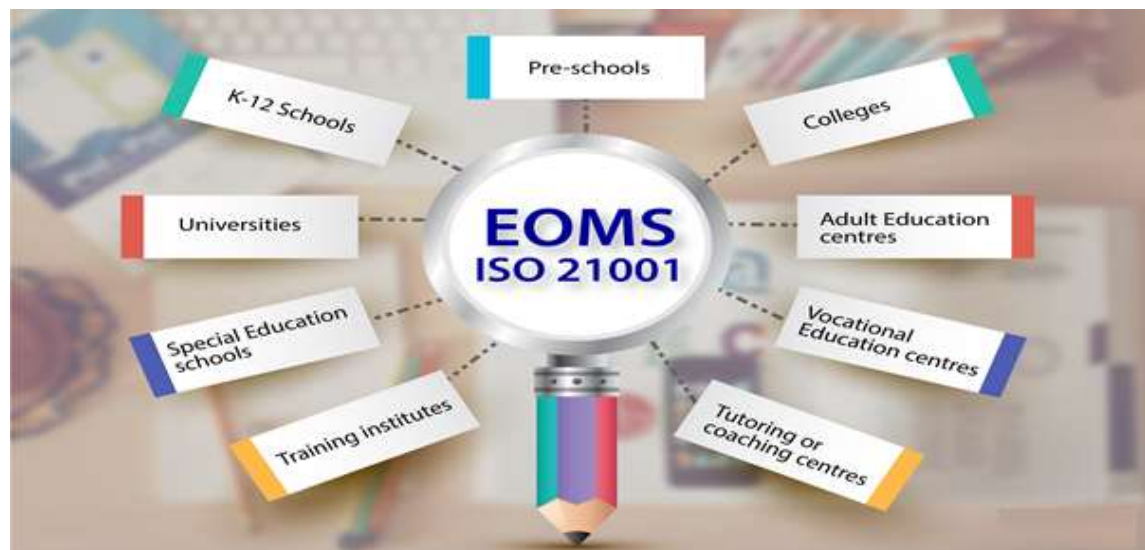 Pre-schools
K-12 Schools
Colleges
EOMS
ISO 21001
Universities
Adult Education
centres
Special Education
schools
Vocational
Education centres
Training institutes
Tutoring or
coaching centres